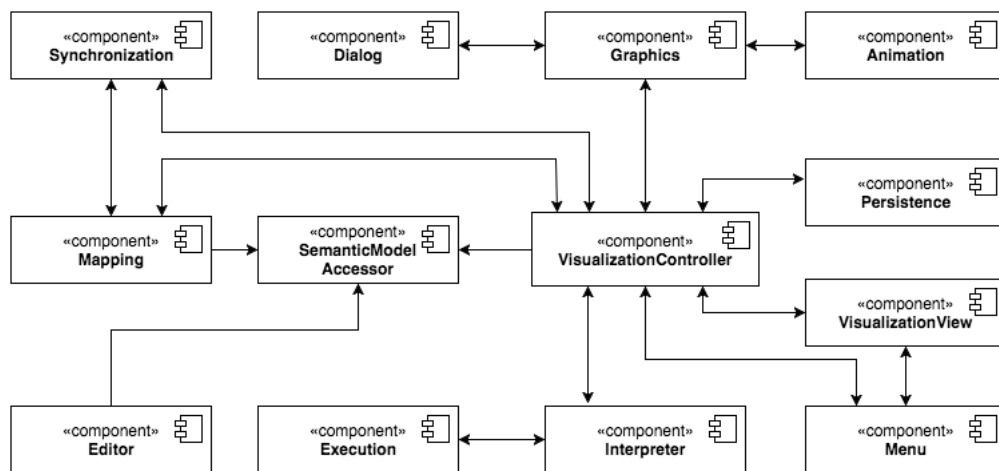 «component»
Synchronization
«component»
Dialog
«component»
Graphics
«component»
Animation
«component»
Persistence
«component»
Mapping
«component»
SemanticModel
Accessor
«component»
VisualizationController
«component»
VisualizationView
«component»
Editor
«component»
Execution
«component»
Interpreter
«component»
Menu